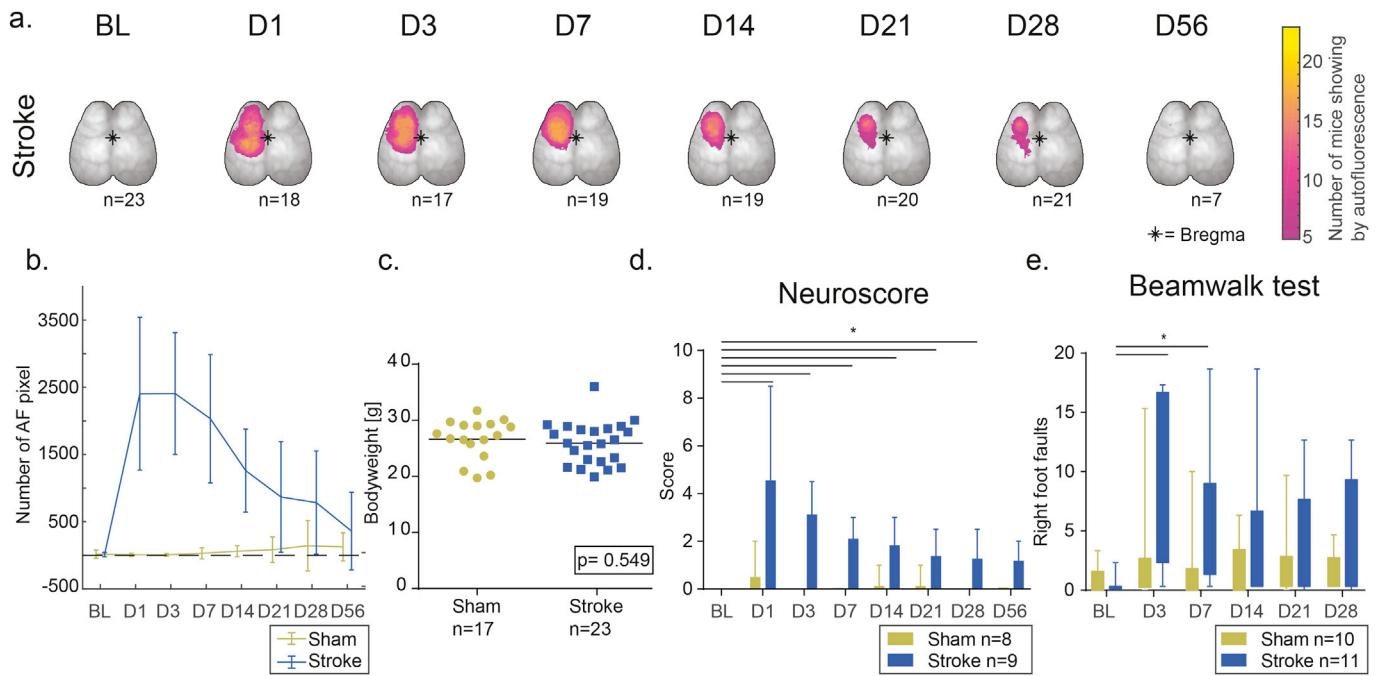 a.
BL D1 D3 D7 D14 D21 D28 D56
Stroke
n=23 n=18 n=17 n=19 n=19 n=20 n=21 n=7
*= Bregma
20
15
10
5
Number of mice showing
by autofluorescence
b.
Number of AF pixel
3500
2500
1500
500
-500
BL D1 D3 D7 D14 D21 D28 D56
Sham
Stroke
c.
Bodyweight [g]
40
30
20
10
0
p= 0.549
Sham Stroke
n=17 n=23
d.
Neuroscore
*
Score
10
8
6
4
2
0
BL D1 D3 D7 D14 D21 D28 D56
Sham n=8
Stroke n=9
e.
Beamwalk test
*
Right foot faults
20
15
10
5
0
BL D3 D7 D14 D21 D28
Sham n=10
Stroke n=11